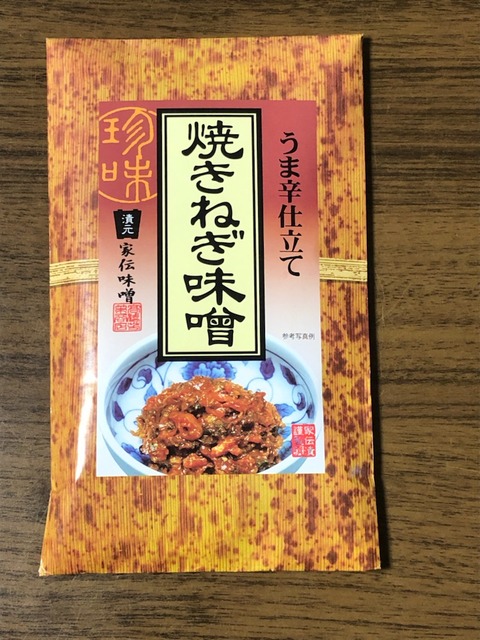 うま辛仕立て
焼きねぎ味噌
珍味
漬元
家伝味噌
参考写真例